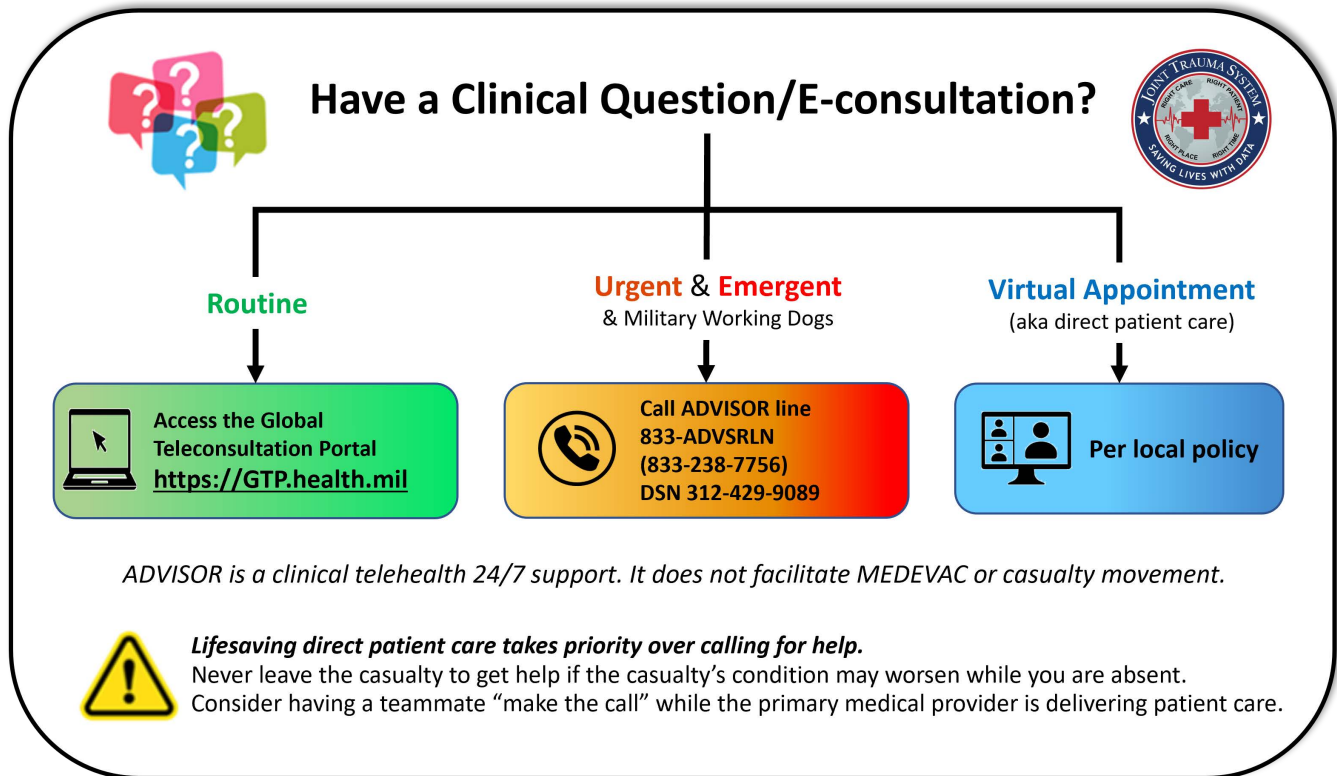 Have a Clinical Question/E-consultation?
JOINT TRAUMA SYSTEM
RIGHT CARE
RIGHT PATIENT
RIGHT PLACE
RIGHT TIME
SAVING LIVES WITH DATA
Routine
Access the Global
Teleconsultation Portal
https://GTP.health.mil
Urgent & Emergent
& Military Working Dogs
Call ADVISOR line
833-ADVSRLN
(833-238-7756)
DSN 312-429-9089
Virtual Appointment
(aka direct patient care)
Per local policy
ADVISOR is a clinical telehealth 24/7 support. It does not facilitate MEDEVAC or casualty movement.
Lifesaving direct patient care takes priority over calling for help.
Never leave the casualty to get help if the casualty’s condition may worsen while you are absent.
Consider having a teammate “make the call” while the primary medical provider is delivering patient care.